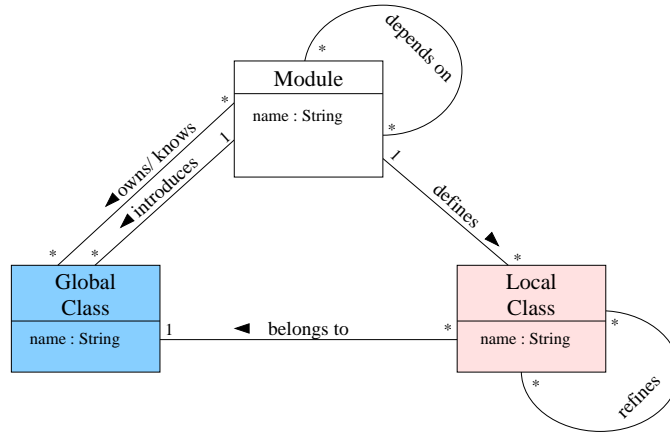 depends on
*
Module
*
name : String
*
1
1
owns/ knows
introduces
defines
*
*
*
Global
Class
Local
Class
name : String
1
belongs to
*
name : String
*
*
refines